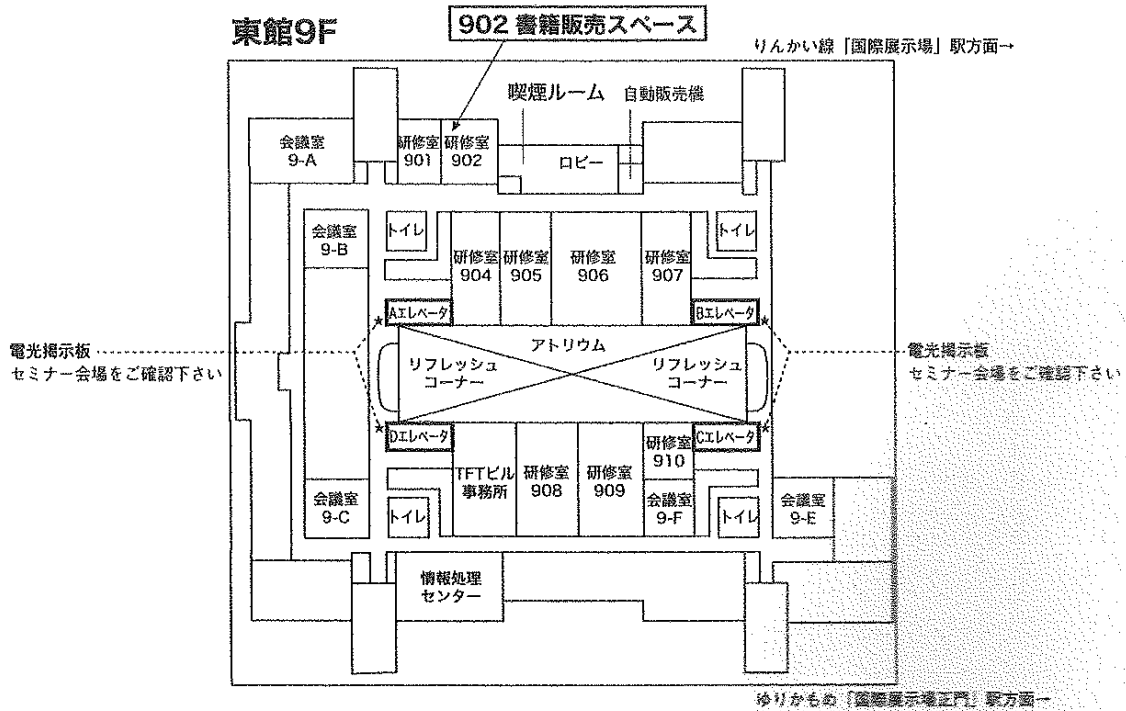 東館9F
902 書籍販売スペース
りんかい線「国際展示場」駅方面→
喫煙ルーム
自動販売機
会議室
9-A
研修室
901
研修室
902
ロビー
会議室
9-B
トイレ
研修室
904
研修室
905
研修室
906
研修室
907
トイレ
Aエレベータ
Bエレベータ
電光掲示板
セミナー会場をご確認下さい
アトリウム
リフレッシュ
コーナー
リフレッシュ
コーナー
電光掲示板
セミナー会場をご確認下さい
Dエレベータ
Cエレベータ
TFTビル
事務所
研修室
908
研修室
909
研修室
910
会議室
9-F
会議室
9-C
トイレ
トイレ
会議室
9-E
情報処理
センター
ゆりかもめ「国際展示場正門」駅方面→